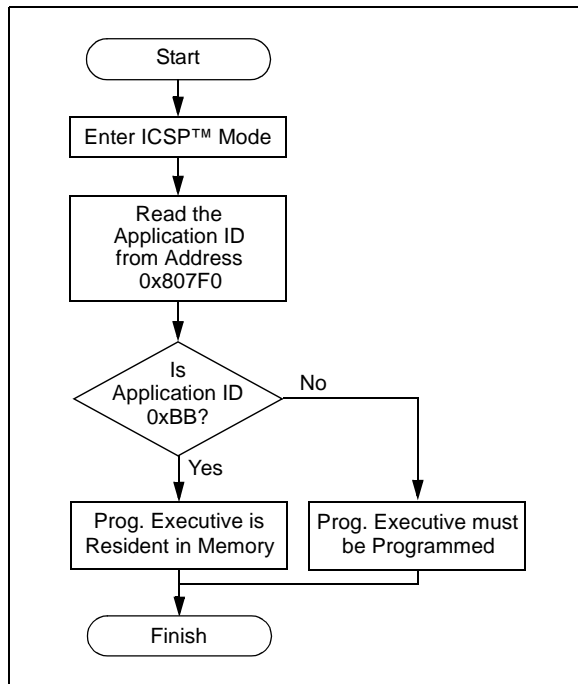 Start
Enter ICSP™ Mode
Read the
Application ID
from Address
0x807F0
Is
Application ID
0xBB?
No
Yes
Prog. Executive is
Resident in Memory
Prog. Executive must
be Programmed
Finish